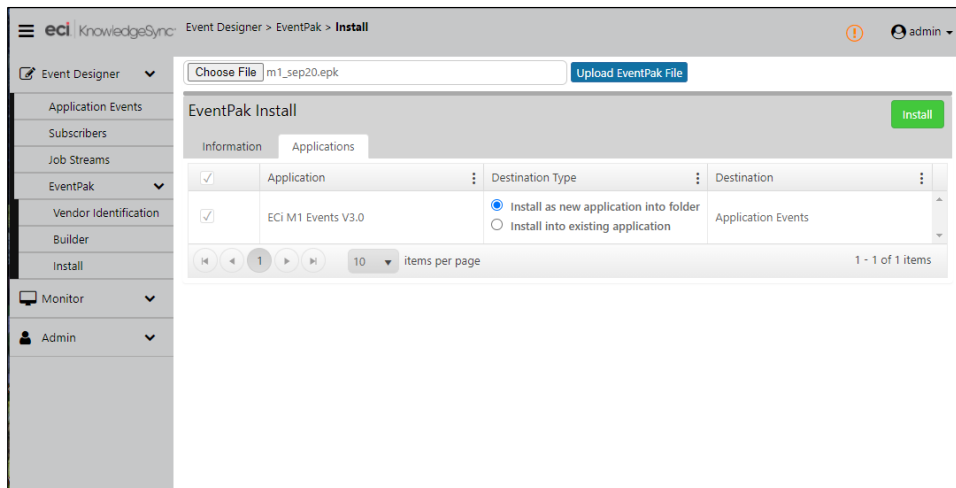 eci KnowledgeSync
Event Designer > EventPak > Install
admin
Event Designer
Application Events
Subscribers
Job Streams
EventPak
Vendor Identification
Builder
Install
Monitor
Admin
Choose File m1_sep20.epk
Upload EventPak File
EventPak Install
Install
Information Applications
Application Destination Type Destination
ECi M1 Events V3.0
Install as new application into folder
Install into existing application
Application Events
1 10 items per page 1 - 1 of 1 items